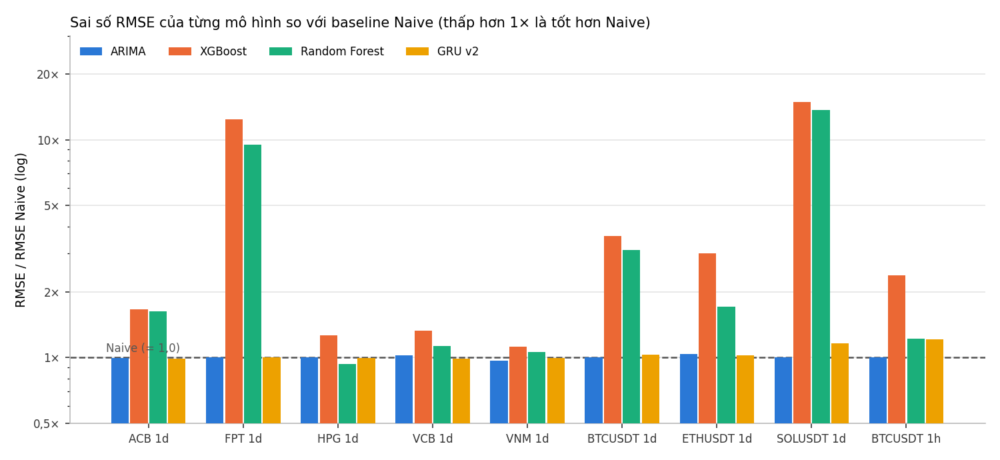 Sai số RMSE của từng mô hình so với baseline Naive (thấp hơn 1× là tốt hơn Naive)
ARIMA XGBoost Random Forest GRU v2
RMSE / RMSE Naive (log)
20×
10×
5×
2×
1×
0,5×
Naive (= 1,0)
ACB 1d FPT 1d HPG 1d VCB 1d VNM 1d BTCUSDT 1d ETHUSDT 1d SOLUSDT 1d BTCUSDT 1h